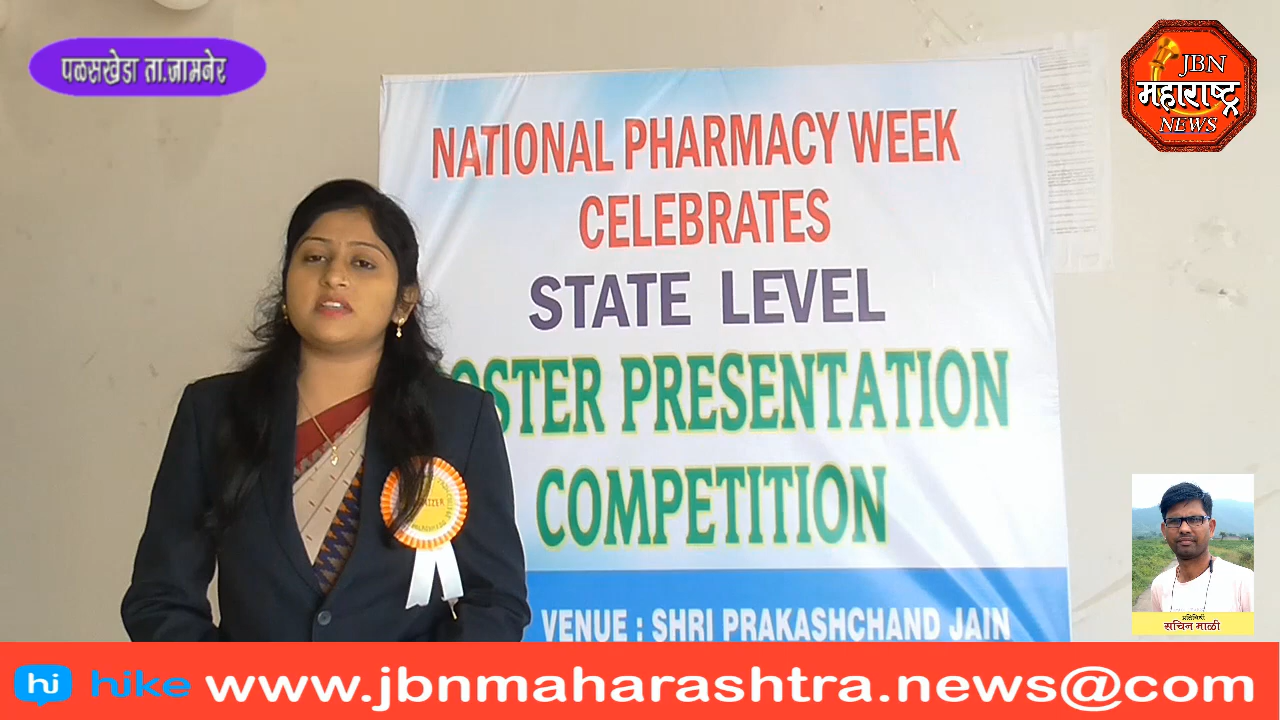 पळसखेडा ता.जामनेर
JBN
महाराष्ट्र
NEWS
NATIONAL PHARMACY WEEK
CELEBRATES
STATE LEVEL
OSTER PRESENTATION
COMPETITION
VENUE : SHRI PRAKASHCHAND JAIN
प्रतिनिधी
सचिन माळी
hi hike www.jbnmaharashtra.news@com